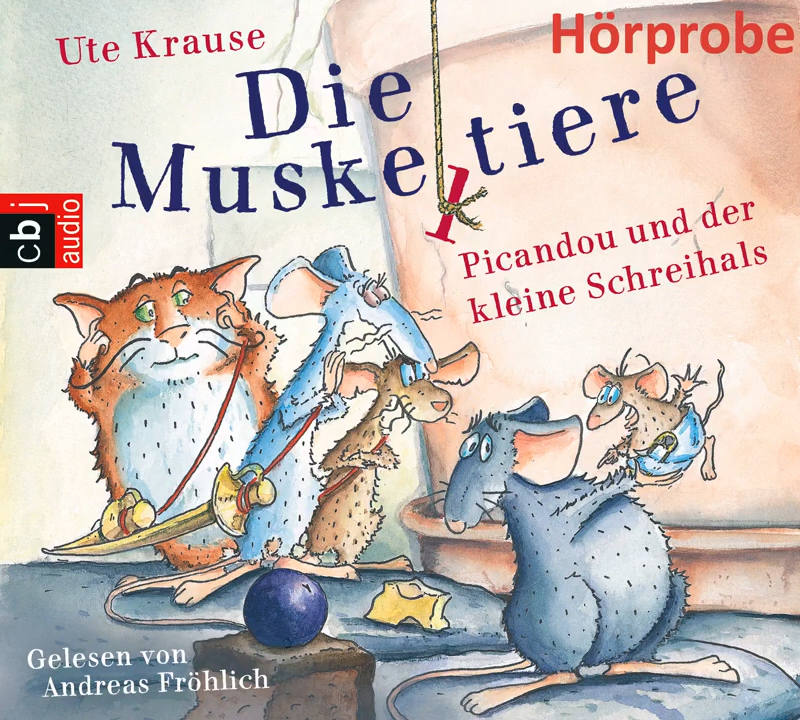 Ute Krause
Hörprobe
Die
Muskeltiere
Picandou und der
kleine Schreihals
cbj
audio
Gelesen von
Andreas Fröhlich